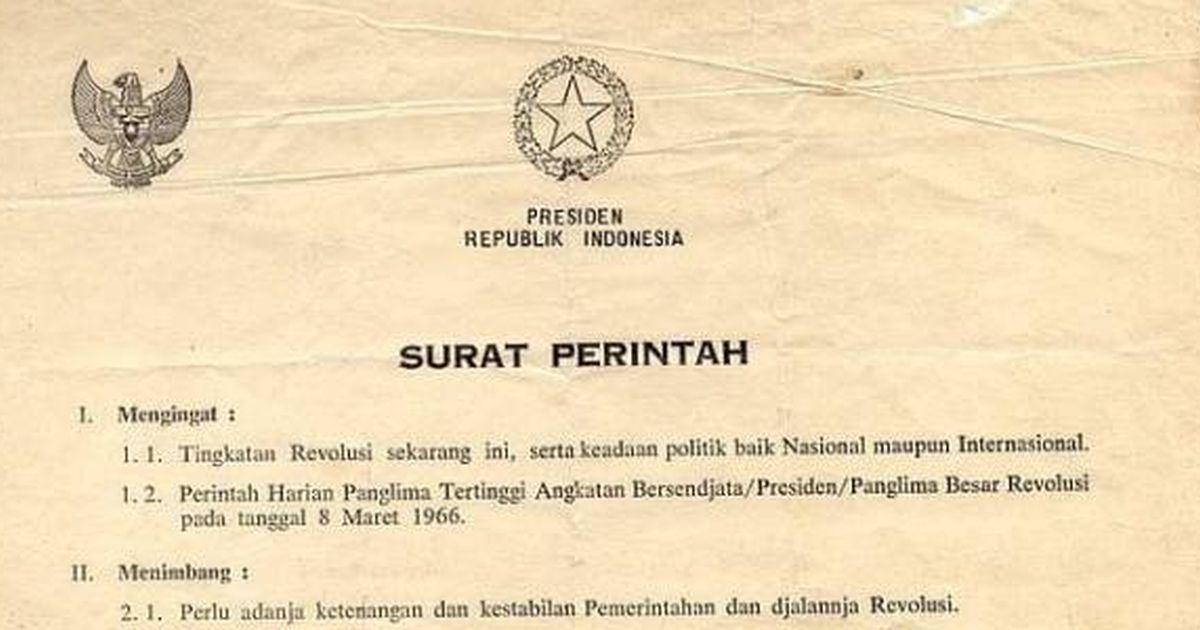 PRESIDEN
REPUBLIK INDONESIA
SURAT PERINTAH
I. Mengingat :
1. 1. Tingkatan Revolusi sekarang ini, serta keadaan politik baik Nasional maupun Internasional.
1. 2. Perintah Harian Panglima Tertinggi Angkatan Bersendjata/Presiden/Panglima Besar Revolusi
pada tanggal 8 Maret 1966.
II. Menimbang :
2. 1. Perlu adanja ketenangan dan kestabilan Pemerintahan dan djalannja Revolusi.